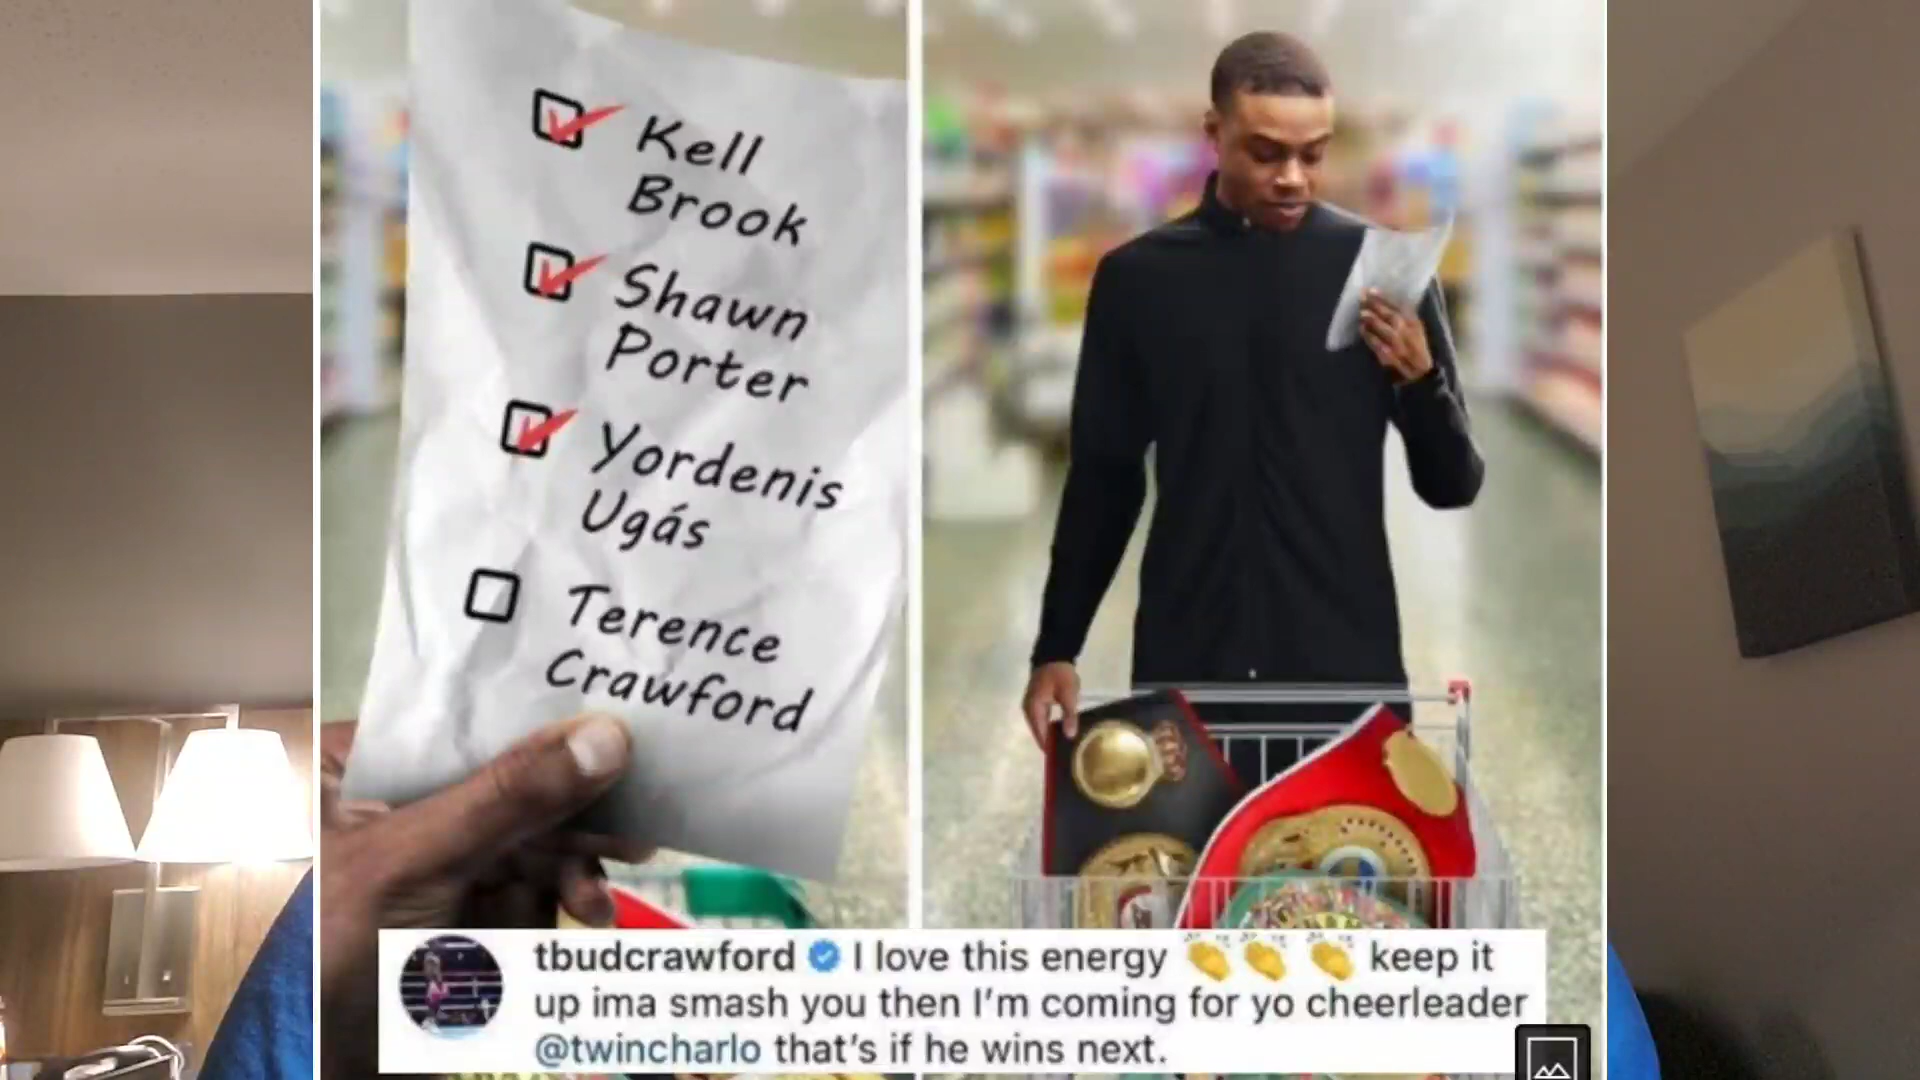 Kell
Brook
Shawn
Porter
Yordenis
Ugás
Terence
Crawford
tbudcrawford I love this energy 👏👏👏 keep it
up ima smash you then I'm coming for yo cheerleader
@twincharlo that's if he wins next.